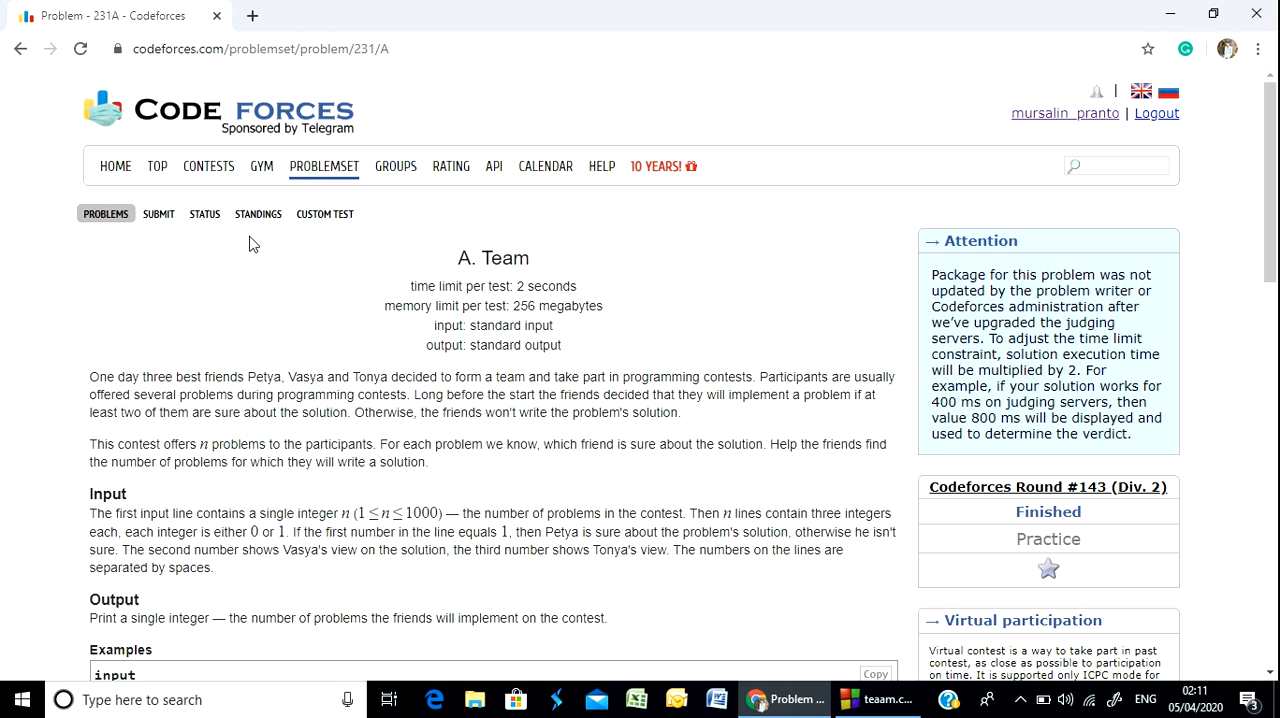 Problem - 231A - Codeforces
codeforces.com/problemset/problem/231/A
CODE FORCES
Sponsored by Telegram
mursalin_pranto | Logout
HOME TOP CONTESTS GYM PROBLEMSET GROUPS RATING API CALENDAR HELP 10 YEARS!
PROBLEMS SUBMIT STATUS STANDINGS CUSTOM TEST
A. Team
time limit per test: 2 seconds
memory limit per test: 256 megabytes
input: standard input
output: standard output
One day three best friends Petya, Vasya and Tonya decided to form a team and take part in programming contests. Participants are usually
offered several problems during programming contests. Long before the start the friends decided that they will implement a problem if at
least two of them are sure about the solution. Otherwise, the friends won't write the problem's solution.
This contest offers n problems to the participants. For each problem we know, which friend is sure about the solution. Help the friends find
the number of problems for which they will write a solution.
Input
The first input line contains a single integer n (1 ≤ n ≤ 1000) — the number of problems in the contest. Then n lines contain three integers
each, each integer is either 0 or 1. If the first number in the line equals 1, then Petya is sure about the problem's solution, otherwise he isn't
sure. The second number shows Vasya's view on the solution, the third number shows Tonya's view. The numbers on the lines are
separated by spaces.
Output
Print a single integer — the number of problems the friends will implement on the contest.
Examples
input
Copy
→ Attention
Package for this problem was not
updated by the problem writer or
Codeforces administration after
we've upgraded the judging
servers. To adjust the time limit
constraint, solution execution time
will be multiplied by 2. For
example, if your solution works for
400 ms on judging servers, then
value 800 ms will be displayed and
used to determine the verdict.
Codeforces Round #143 (Div. 2)
Finished
Practice
→ Virtual participation
Virtual contest is a way to take part in past
contest, as close as possible to participation
on time. It is supported only ICPC mode for
Type here to search
Problem ...
teaam.c...
ENG
02:11
05/04/2020
3